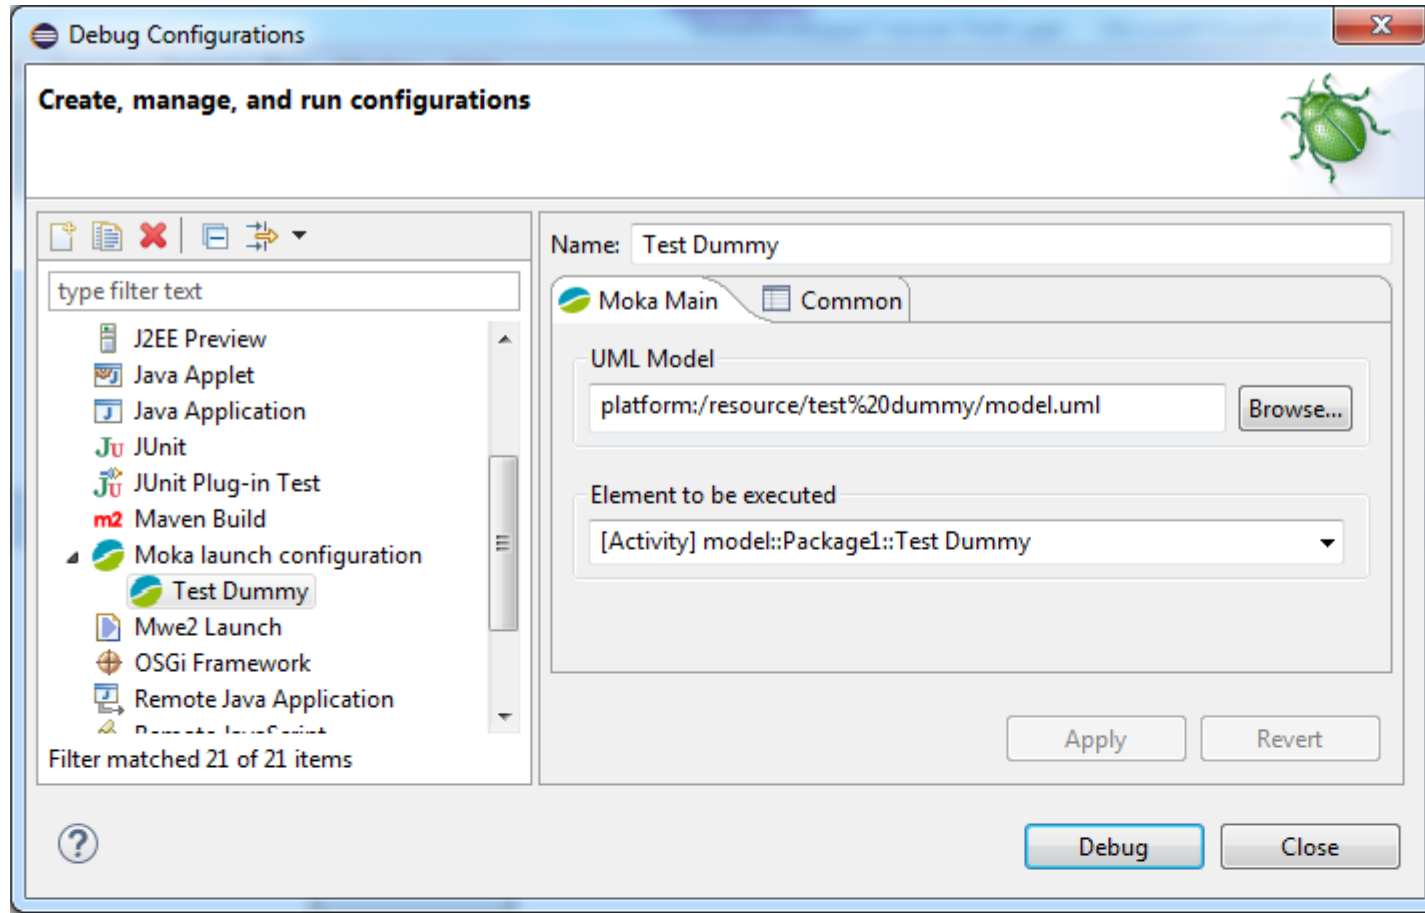 Debug Configurations
Create, manage, and run configurations
Name: Test Dummy
type filter text
Moka Main
Common
J2EE Preview
Java Applet
Java Application
JUnit
JUnit Plug-in Test
m2 Maven Build
Moka launch configuration
Test Dummy
Mwe2 Launch
OSGi Framework
Remote Java Application
Remote JavaScript
Filter matched 21 of 21 items
UML Model
platform:/resource/test%20dummy/model.uml
Browse...
Element to be executed
[Activity] model::Package1::Test Dummy
Apply
Revert
Debug
Close